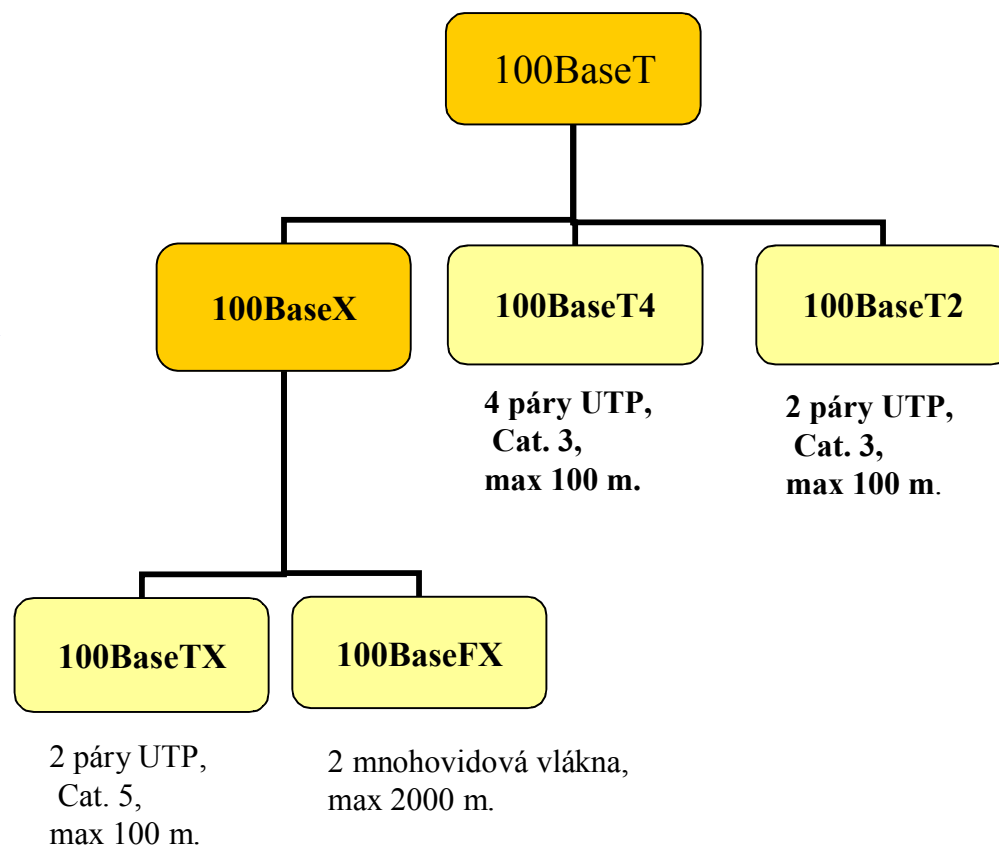 100BaseT
100BaseX
100BaseT4
100BaseT2
4 páry UTP,
Cat. 3,
max 100 m.
2 páry UTP,
Cat. 3,
max 100 m.
100BaseTX
100BaseFX
2 páry UTP,
Cat. 5,
max 100 m.
2 mnohovidová vlákna,
max 2000 m.